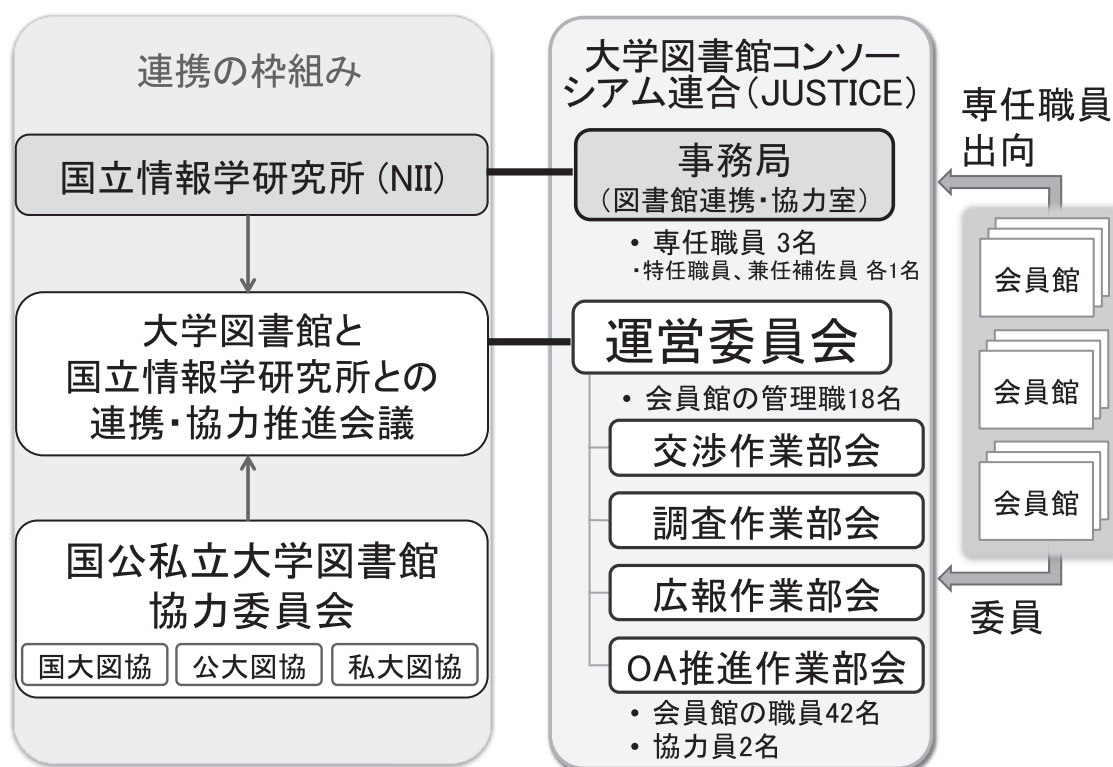 連携の枠組み
国立情報学研究所 (NII)
大学図書館と
国立情報学研究所との
連携・協力推進会議
国公私立大学図書館
協力委員会
国大図協 公大図協 私大図協
大学図書館コンソー
シアム連合(JUSTICE)
事務局
(図書館連携・協力室)
• 専任職員 3名
・特任職員、兼任補佐員 各1名
運営委員会
• 会員館の管理職18名
交渉作業部会
調査作業部会
広報作業部会
OA推進作業部会
• 会員館の職員42名
• 協力員2名
専任職員
出向
会員館
会員館
会員館
委員